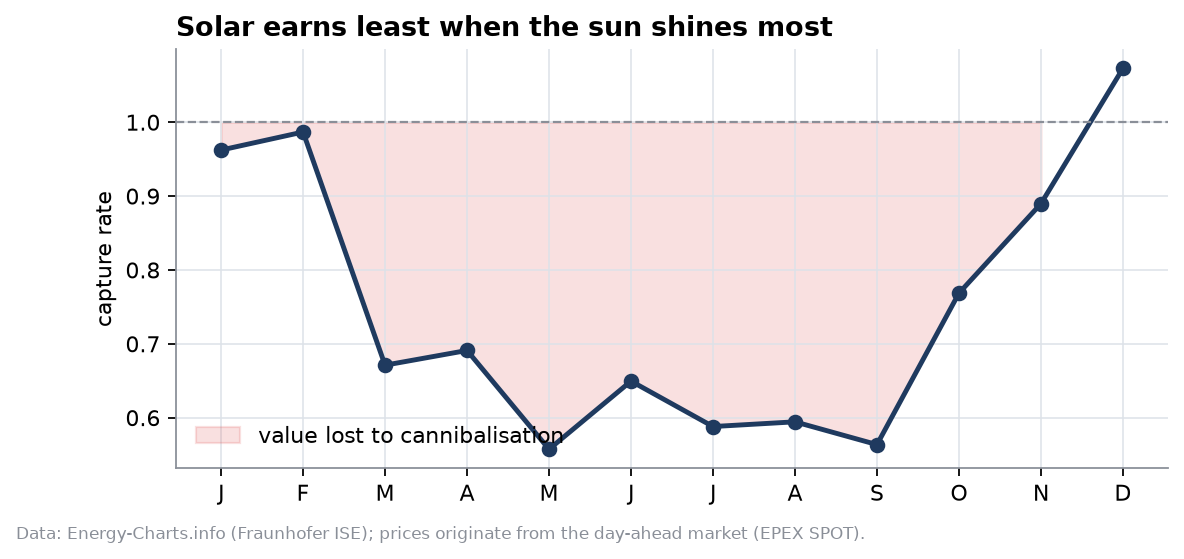 Solar earns least when the sun shines most
capture rate
1.0
0.9
0.8
0.7
0.6
value lost to cannibalisation
J F M A M J J A S O N D
Data: Energy-Charts.info (Fraunhofer ISE); prices originate from the day-ahead market (EPEX SPOT).